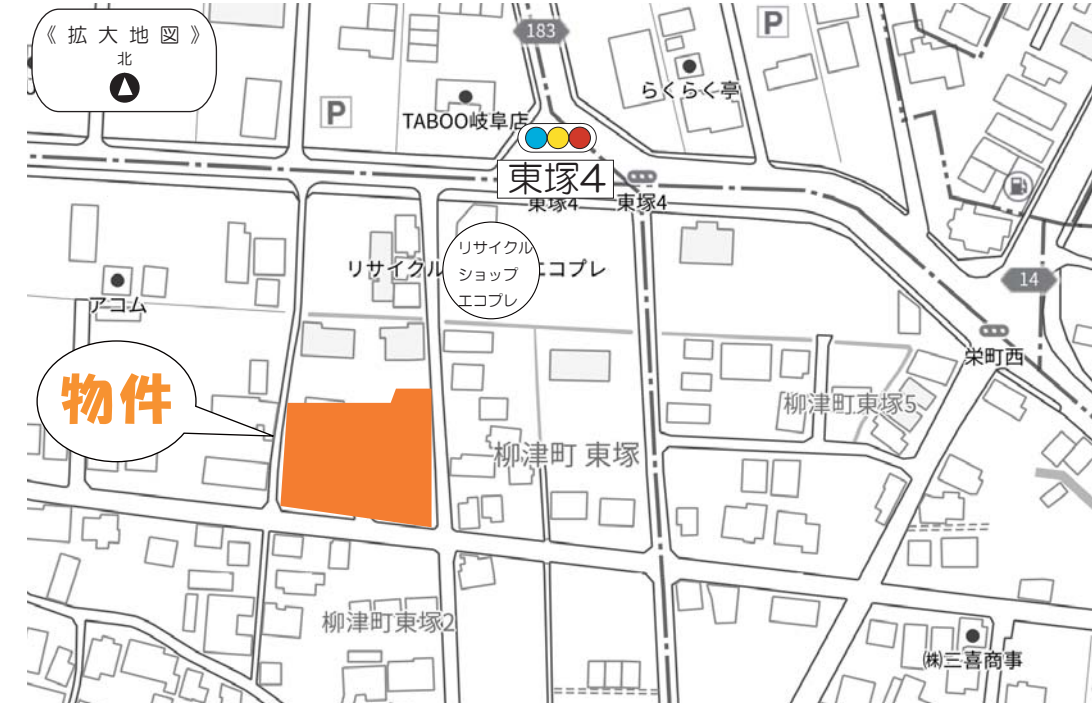 《拡大地図》
北
183
P
らくらく亭
TABOO岐阜店
P
東塚4
東塚4
東塚4
リサイクル
ショップ
エコプレ
リサイクル
エコプレ
14
アコム
栄町西
物件
柳津町東塚5
柳津町 東塚
柳津町東塚2
㈱三喜商事